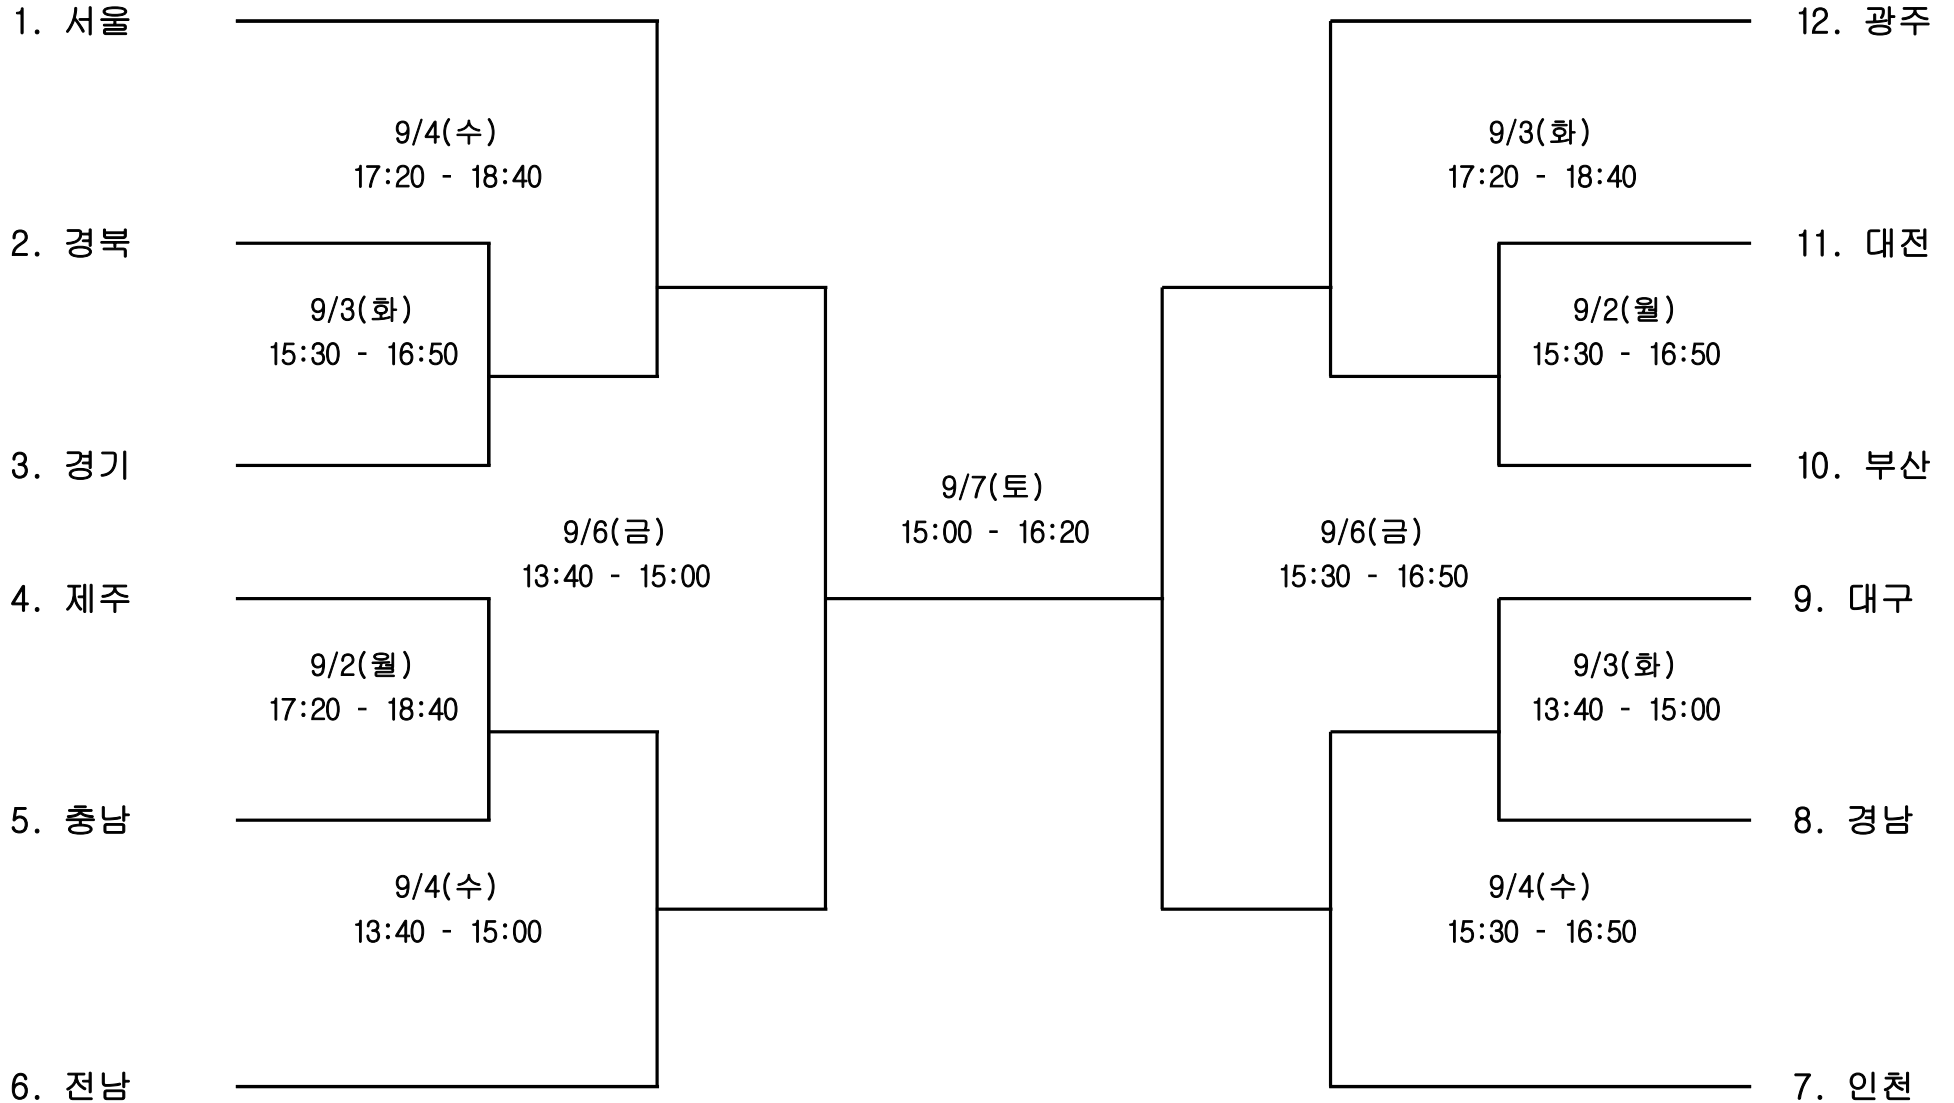 1. 서울
12. 광주
9/4(수)
17:20 - 18:40
9/3(화)
17:20 - 18:40
2. 경북
11. 대전
9/3(화)
15:30 - 16:50
9/2(월)
15:30 - 16:50
3. 경기
10. 부산
9/7(토)
15:00 - 16:20
9/6(금)
13:40 - 15:00
9/6(금)
15:30 - 16:50
4. 제주
9. 대구
9/2(월)
17:20 - 18:40
9/3(화)
13:40 - 15:00
5. 충남
8. 경남
9/4(수)
13:40 - 15:00
9/4(수)
15:30 - 16:50
6. 전남
7. 인천